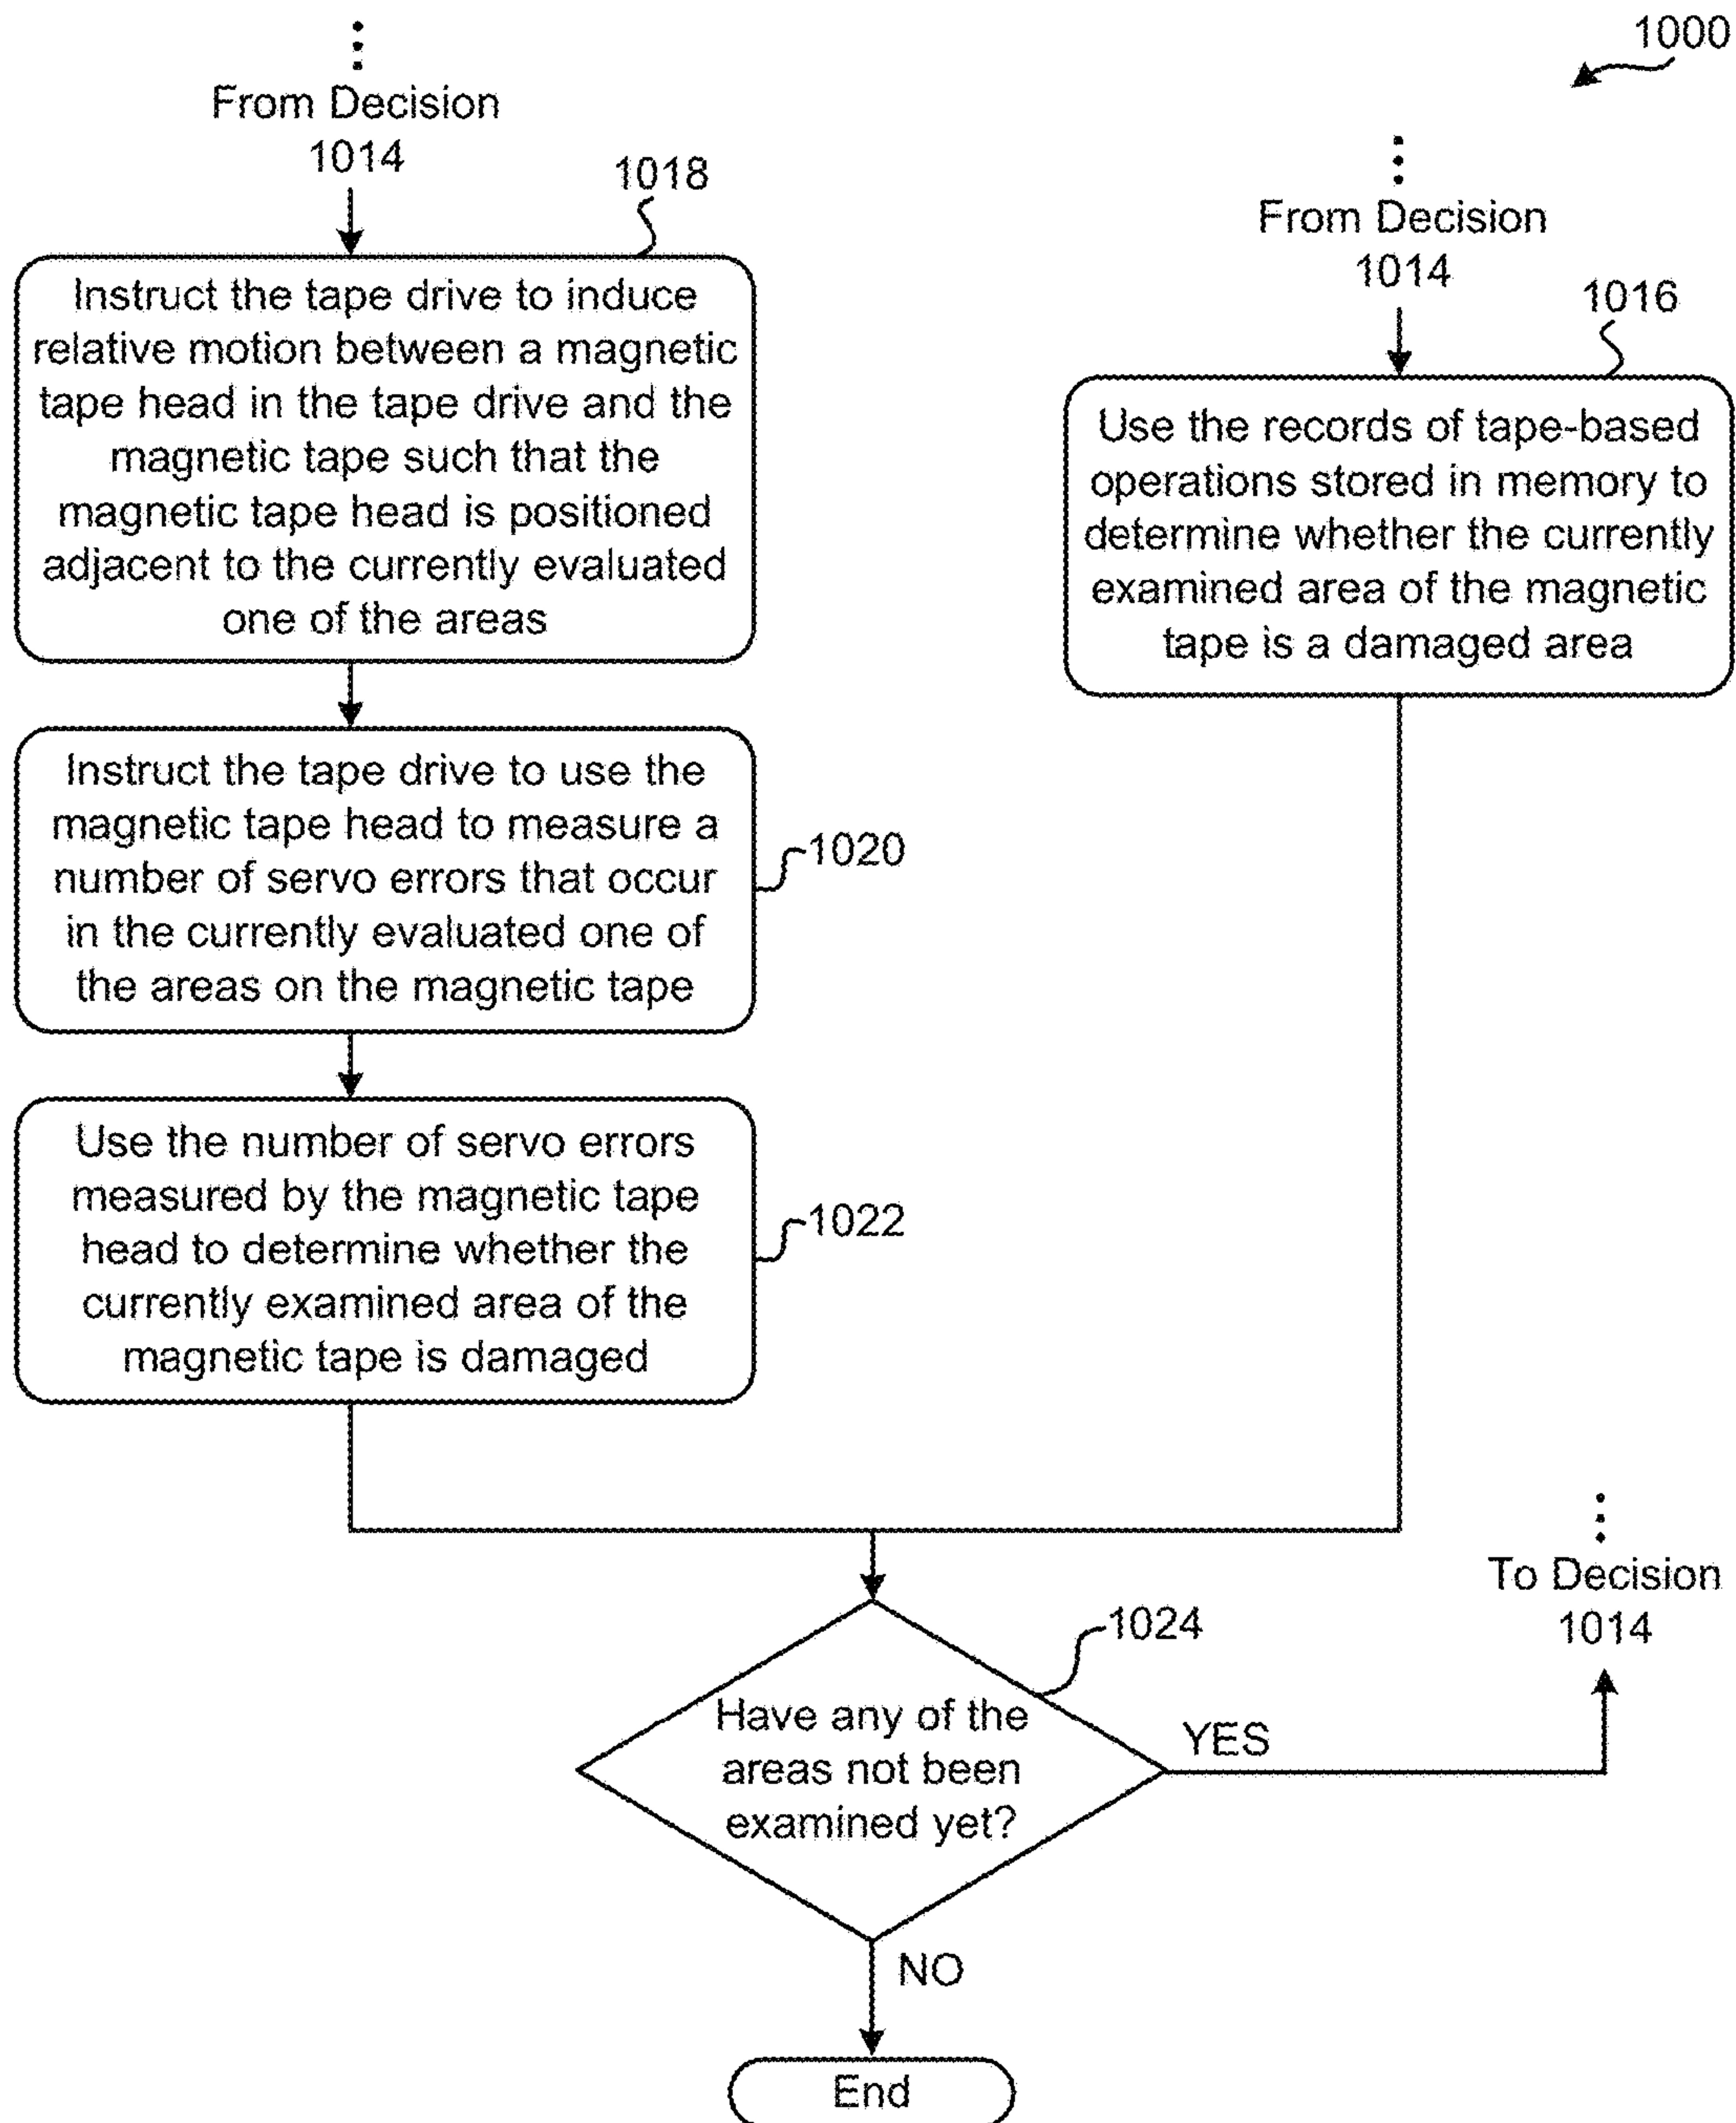 1000
From Decision
1014
1018
Instruct the tape drive to induce
relative motion between a magnetic
tape head in the tape drive and the
magnetic tape such that the
magnetic tape head is positioned
adjacent to the currently evaluated
one of the areas
From Decision
1014
1016
Use the records of tape-based
operations stored in memory to
determine whether the currently
examined area of the magnetic
tape is a damaged area
Instruct the tape drive to use the
magnetic tape head to measure a
number of servo errors that occur
in the currently evaluated one of
the areas on the magnetic tape
1020
Use the number of servo errors
measured by the magnetic tape
head to determine whether the
currently examined area of the
magnetic tape is damaged
1022
To Decision
1014
1024
Have any of the
areas not been
examined yet?
YES
NO
End